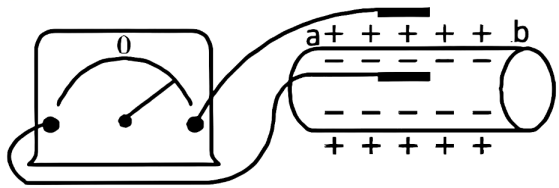 0
a + + + + + b
− − − − −
− − − − −
+ + + + +